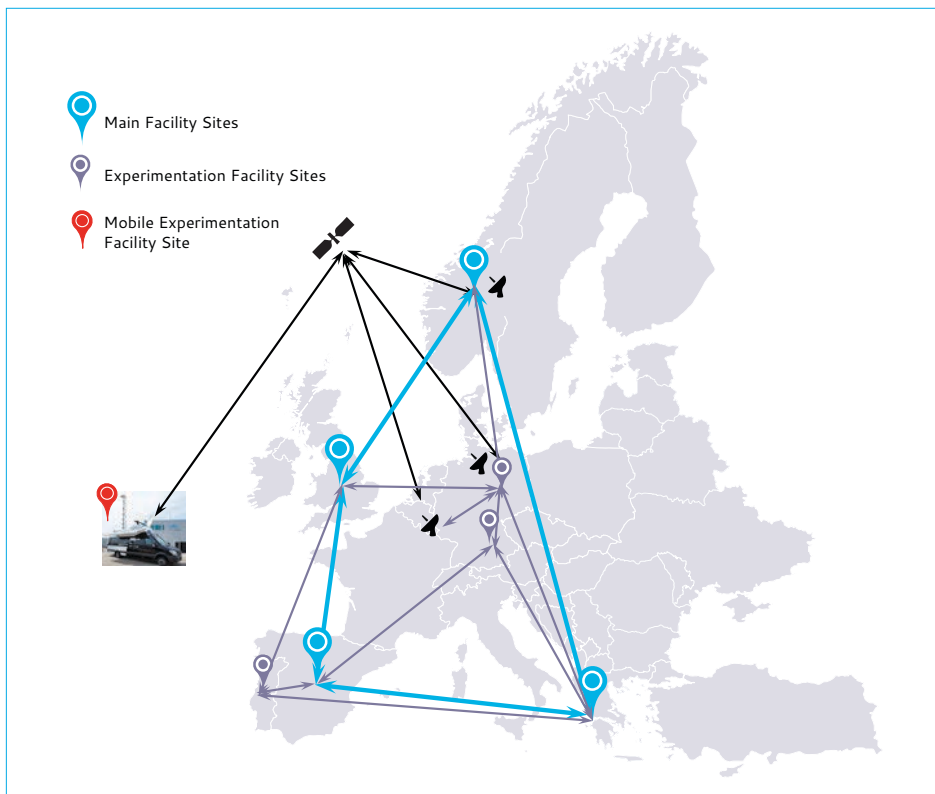 Main Facility Sites
Experimentation Facility Sites
Mobile Experimentation
Facility Site